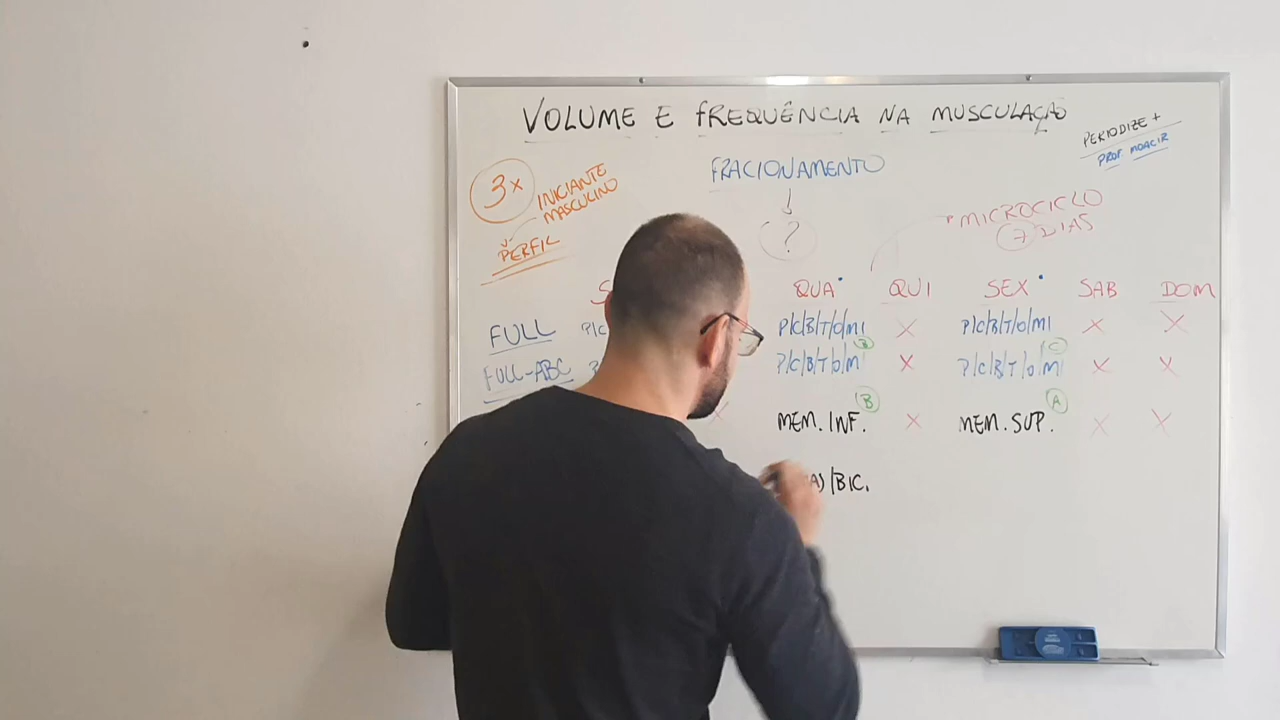 VOLUME E FREQUÊNCIA NA MUSCULAÇÃO
PERIODIZE +
PROF. MOACIR
FRACIONAMENTO
?
3x
INICIANTE
MASCULINO
PERFIL
MICROCICLO
7 DIAS
QUA QUI SEX SAB DOM
FULL P/C/B/T/O/M X P/C/B/T/O/M X X
FULL-ABC P/C/B/T/O/M B X P/C/B/T/O/M C X X
X MEM. INF. B X MEM. SUP. A X X
/BIC.